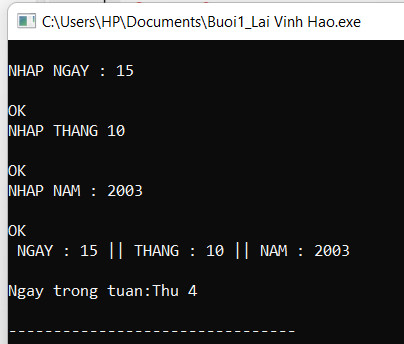 C:\Users\HP\Documents\Buoi1_Lai Vinh Hao.exe
NHAP NGAY : 15
OK
NHAP THANG 10
OK
NHAP NAM : 2003
OK
NGAY : 15 || THANG : 10 || NAM : 2003
Ngay trong tuan:Thu 4
--------------------------------